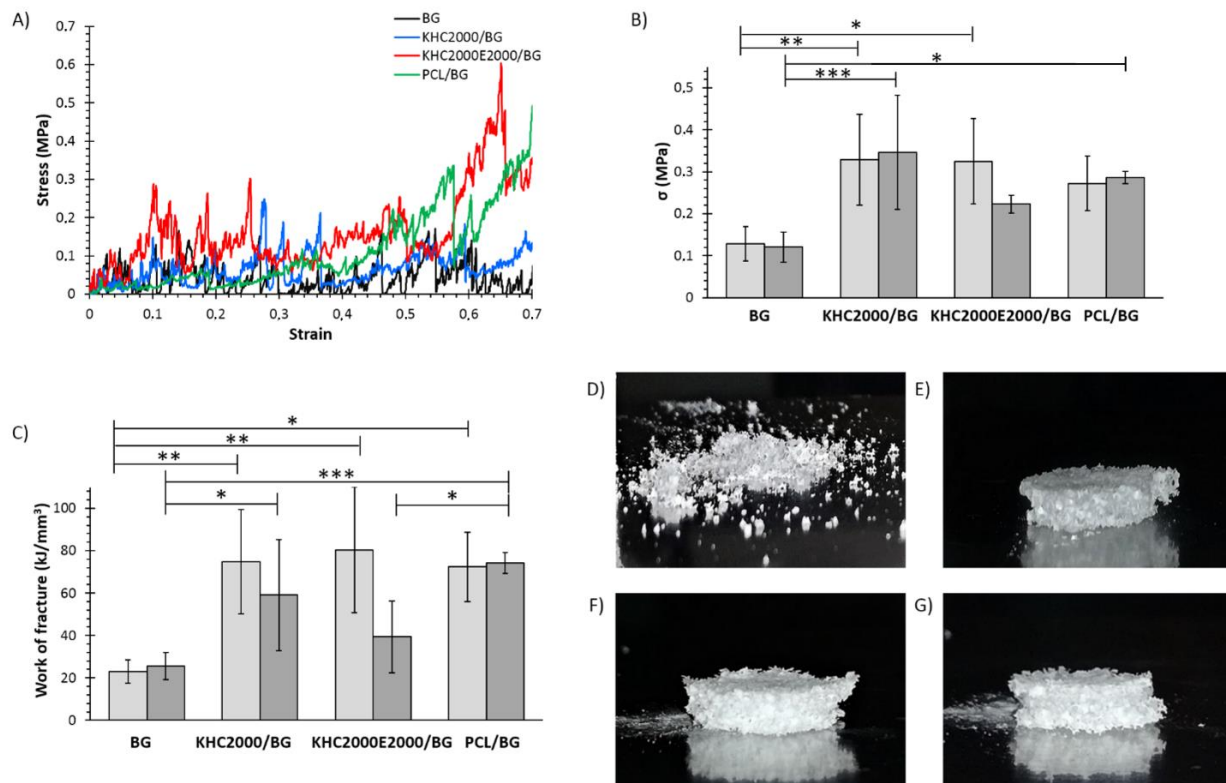 A)
0,7
0,6
0,5
0,4
0,3
0,2
0,1
0
Stress (MPa)
0
0,1
0,2
0,3
0,4
0,5
0,6
0,7
Strain
BG
KHC2000/BG
KHC2000E2000/BG
PCL/BG
B)
*
**
*
***
0,5
0,4
0,3
0,2
0,1
0
σ (MPa)
BG
KHC2000/BG
KHC2000E2000/BG
PCL/BG
C)
*
**
**
***
*
*
100
80
60
40
20
0
Work of fracture (kJ/mm³)
BG
KHC2000/BG
KHC2000E2000/BG
PCL/BG
D)
E)
F)
G)